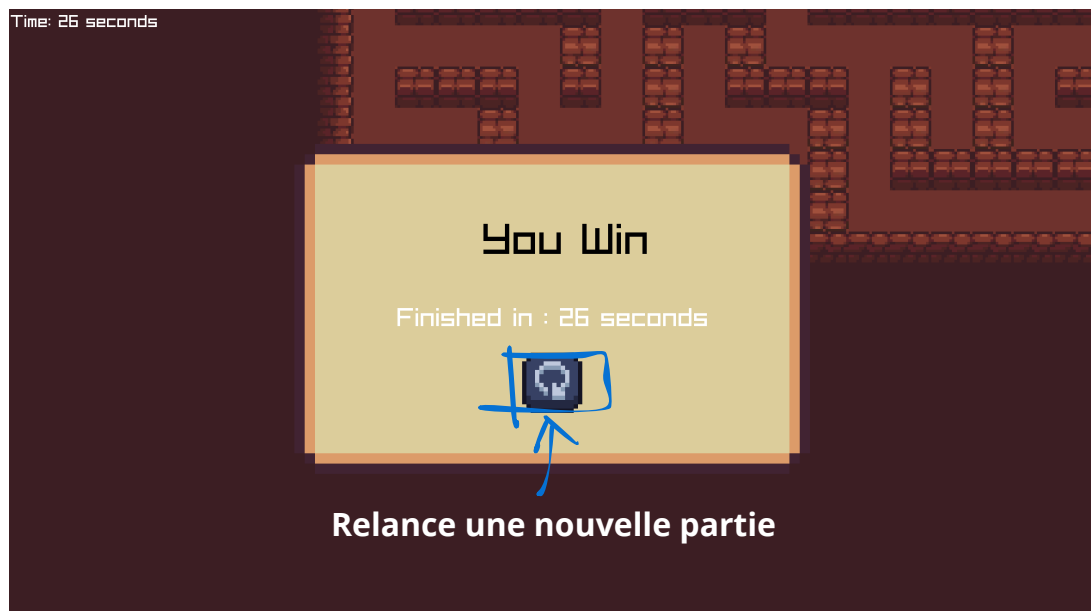 Time: 26 seconds
You Win
Finished in : 26 seconds
Relance une nouvelle partie